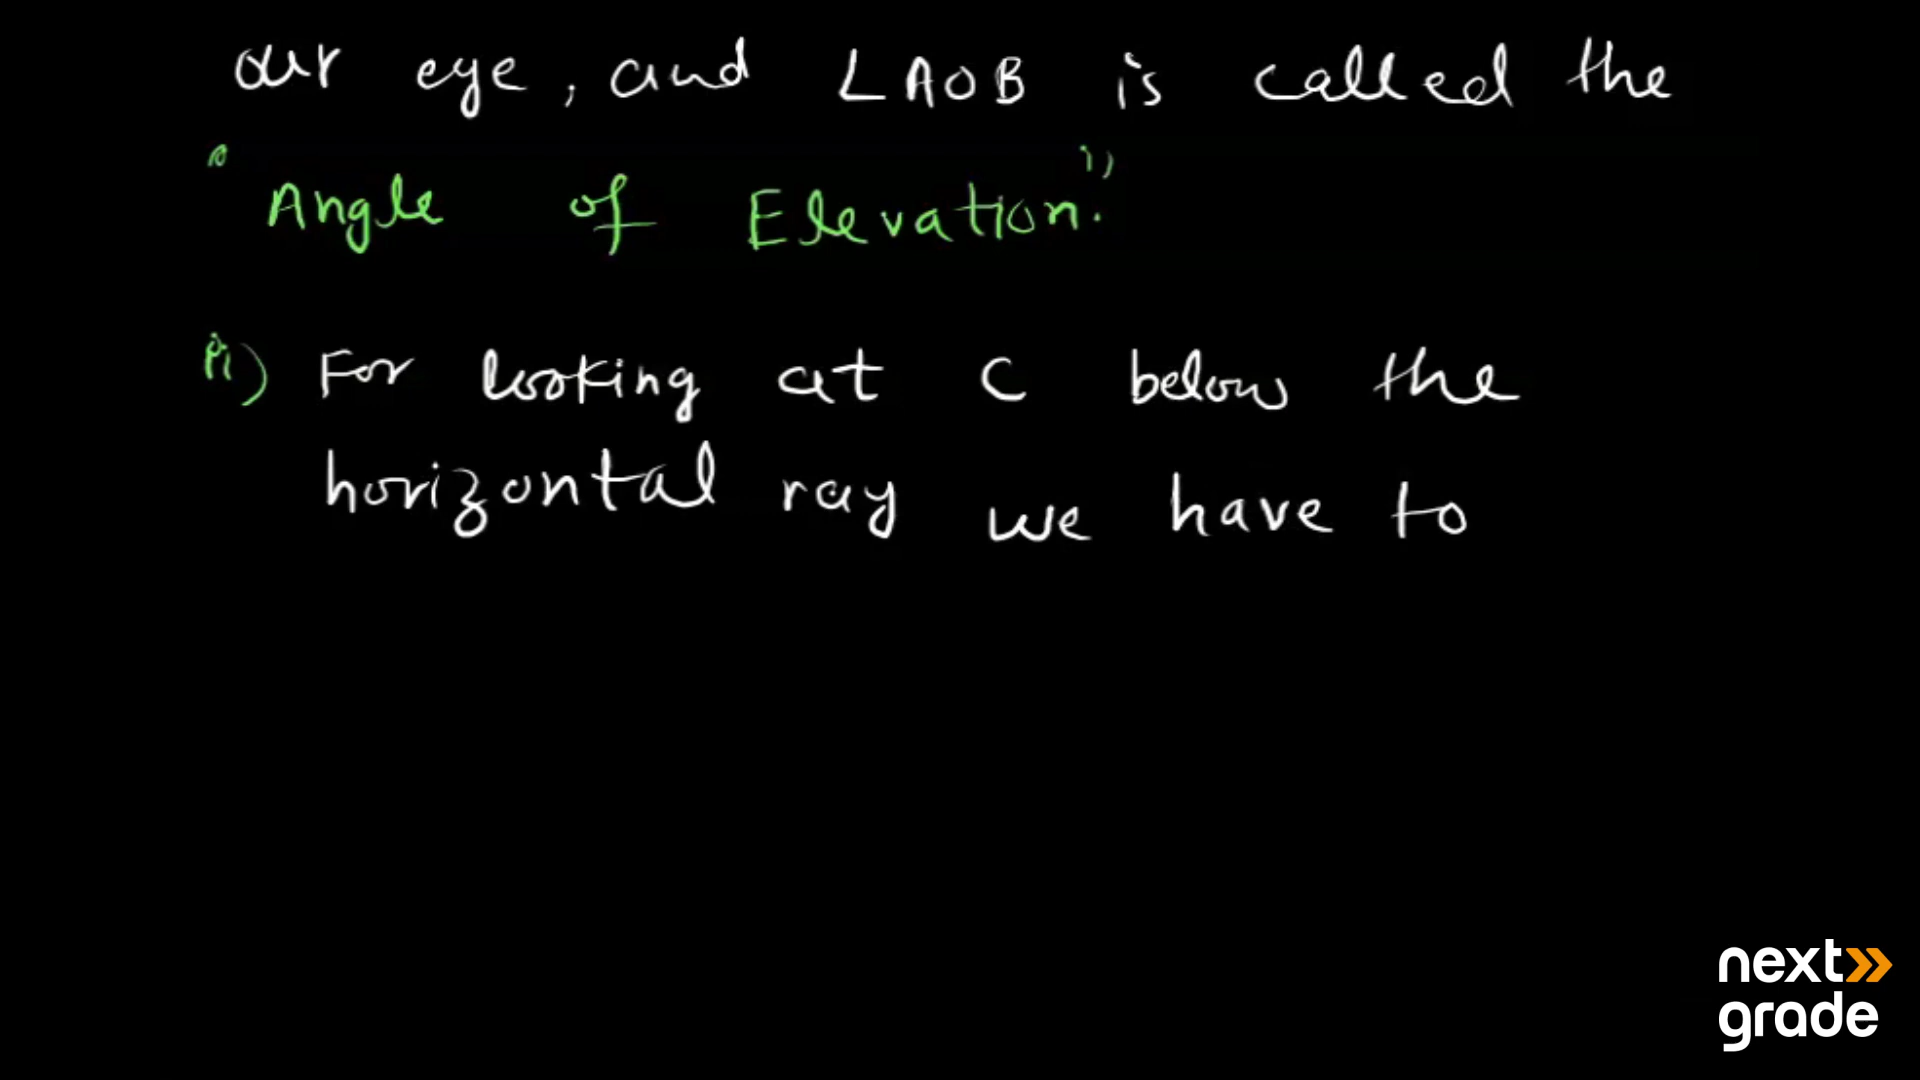 our eye, and ∠AOB is called the
"Angle of Elevation."
ii) For looking at C below the
horizontal ray we have to
next
grade